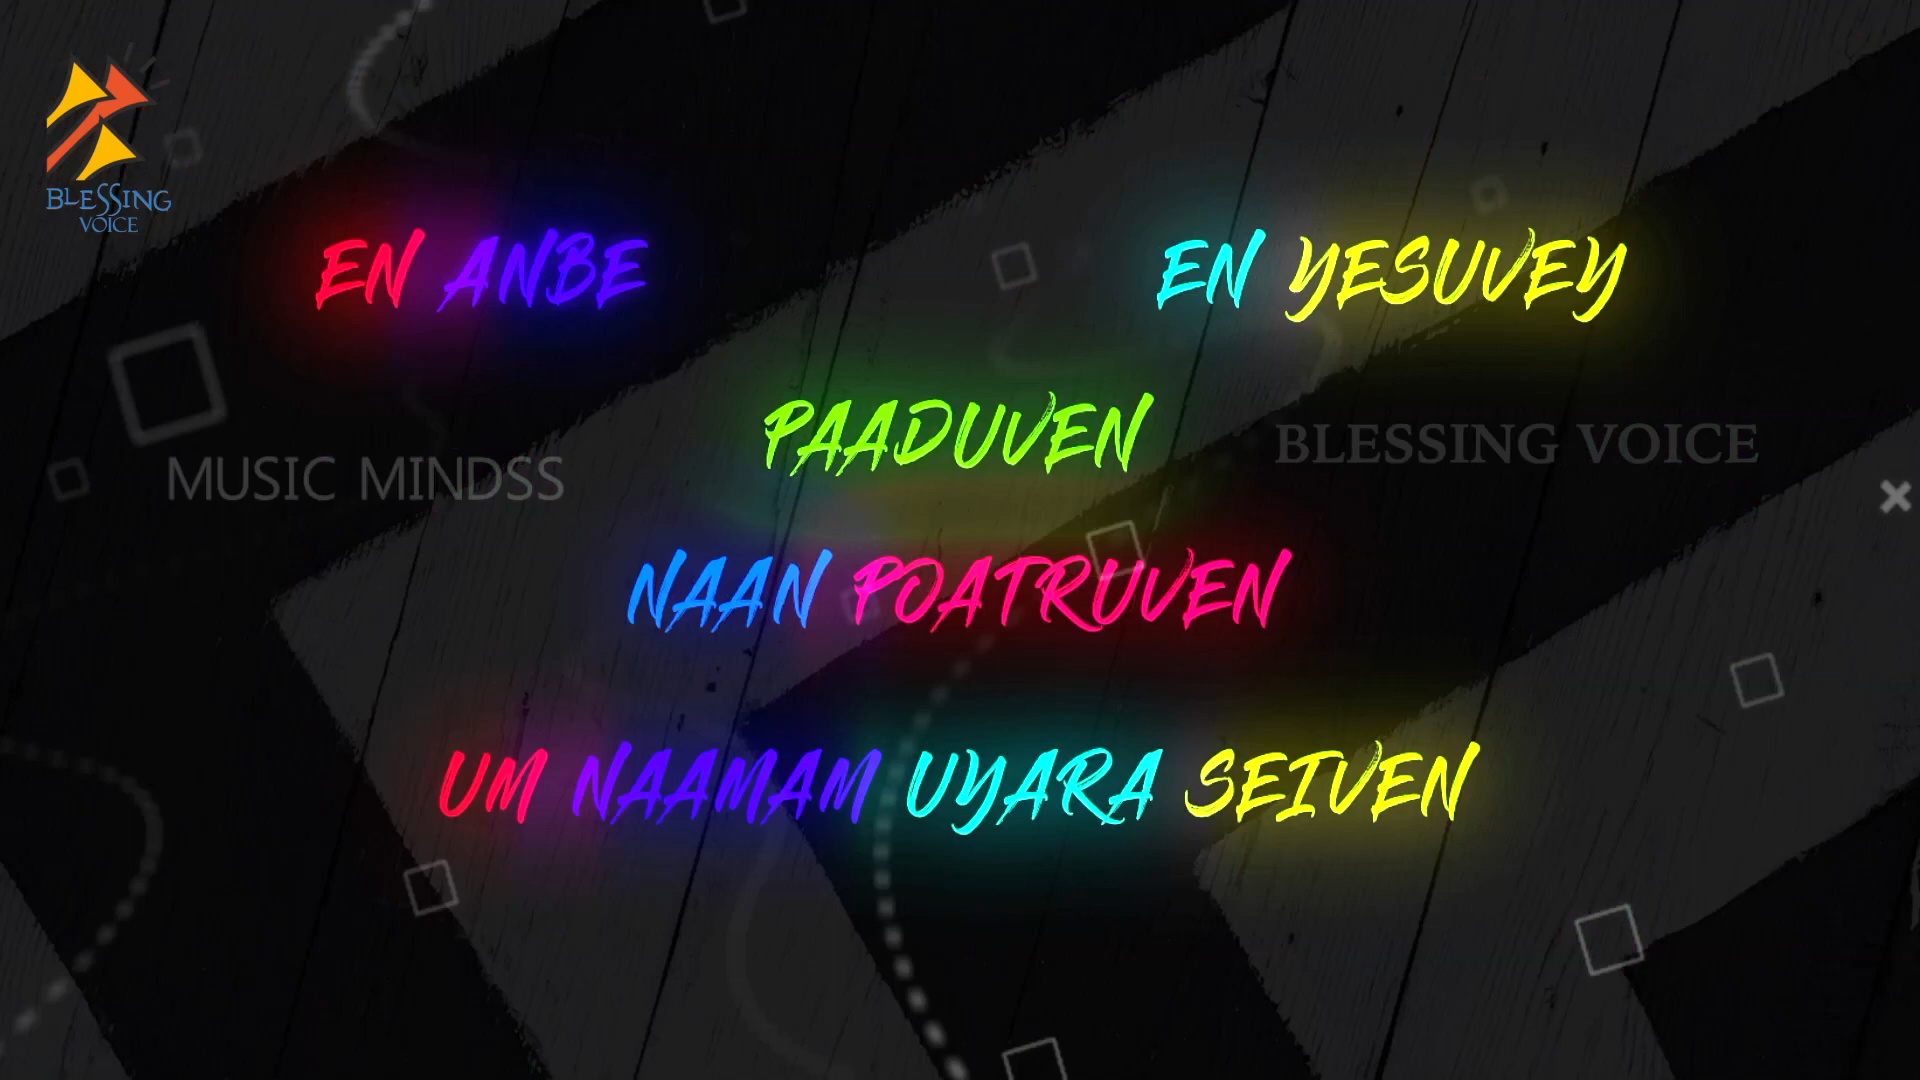 BLESSING
VOICE
EN ANBE EN YESUVEY
PAADUVEN
MUSIC MINDSS BLESSING VOICE
NAAN POATRUVEN
UM NAAMAM UYARA SEIVEN